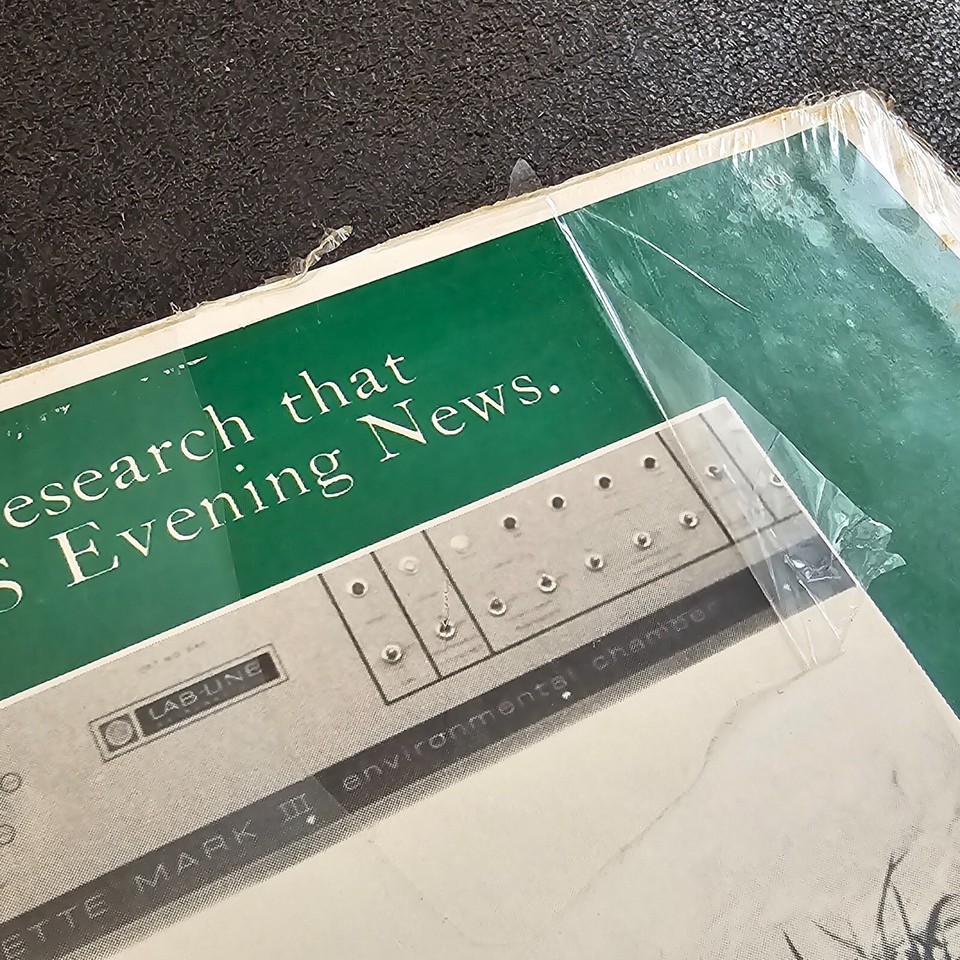 esearch that
s Evening News.
LAB-LINE
ETTE MARK III environmental chamber